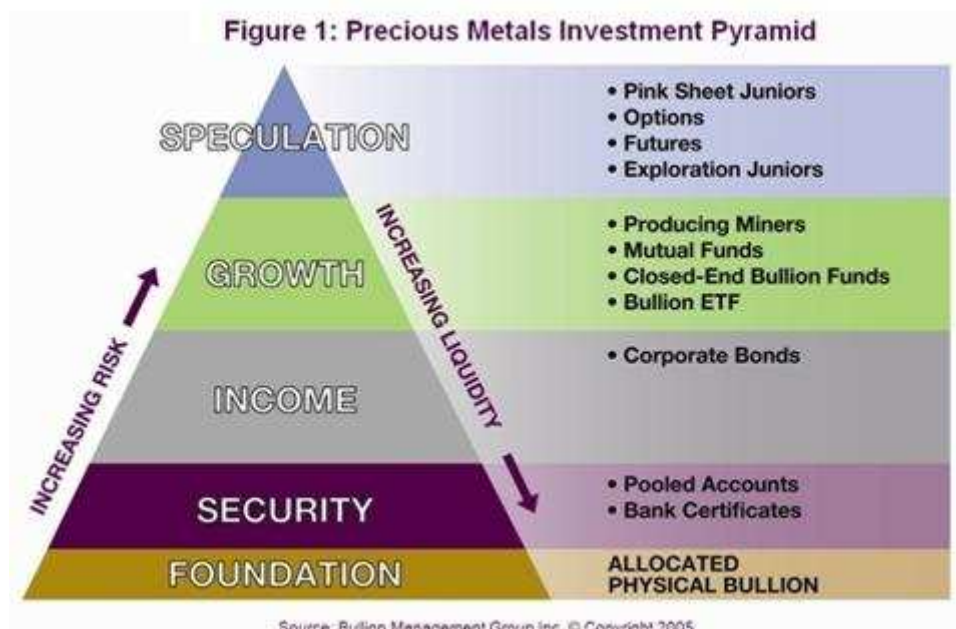 Figure 1: Precious Metals Investment Pyramid
SPECULATION
• Pink Sheet Juniors
• Options
• Futures
• Exploration Juniors
GROWTH
• Producing Miners
• Mutual Funds
• Closed-End Bullion Funds
• Bullion ETF
INCREASING RISK
INCREASING LIQUIDITY
INCOME
• Corporate Bonds
SECURITY
• Pooled Accounts
• Bank Certificates
FOUNDATION
ALLOCATED
PHYSICAL BULLION
Source: Bullion Management Group Inc. © Copyright 2005